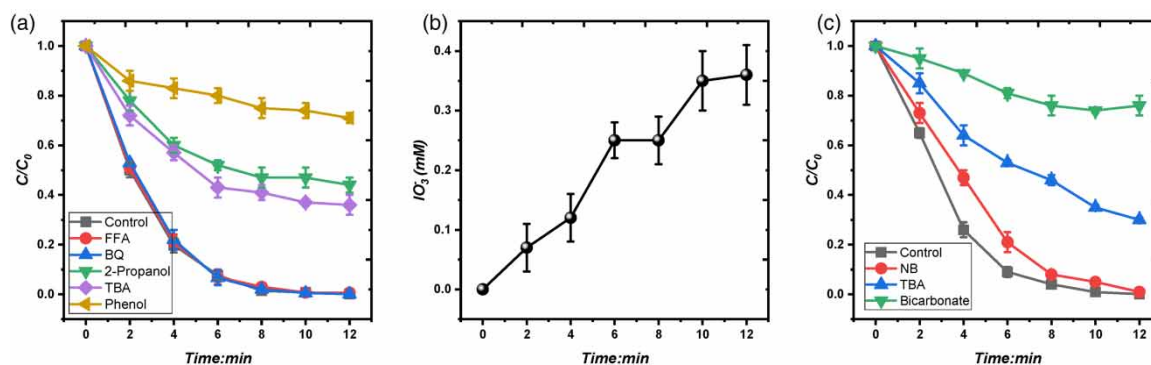 (a)
1.0
0.8
0.6
0.4
0.2
0.0
C/C0
Control
FFA
BQ
2-Propanol
TBA
Phenol
0 2 4 6 8 10 12
Time:min
(b)
0.4
0.3
0.2
0.1
0.0
IO3- (mM)
0 2 4 6 8 10 12
Time:min
(c)
1.0
0.8
0.6
0.4
0.2
0.0
C/C0
Control
NB
TBA
Bicarbonate
0 2 4 6 8 10 12
Time:min